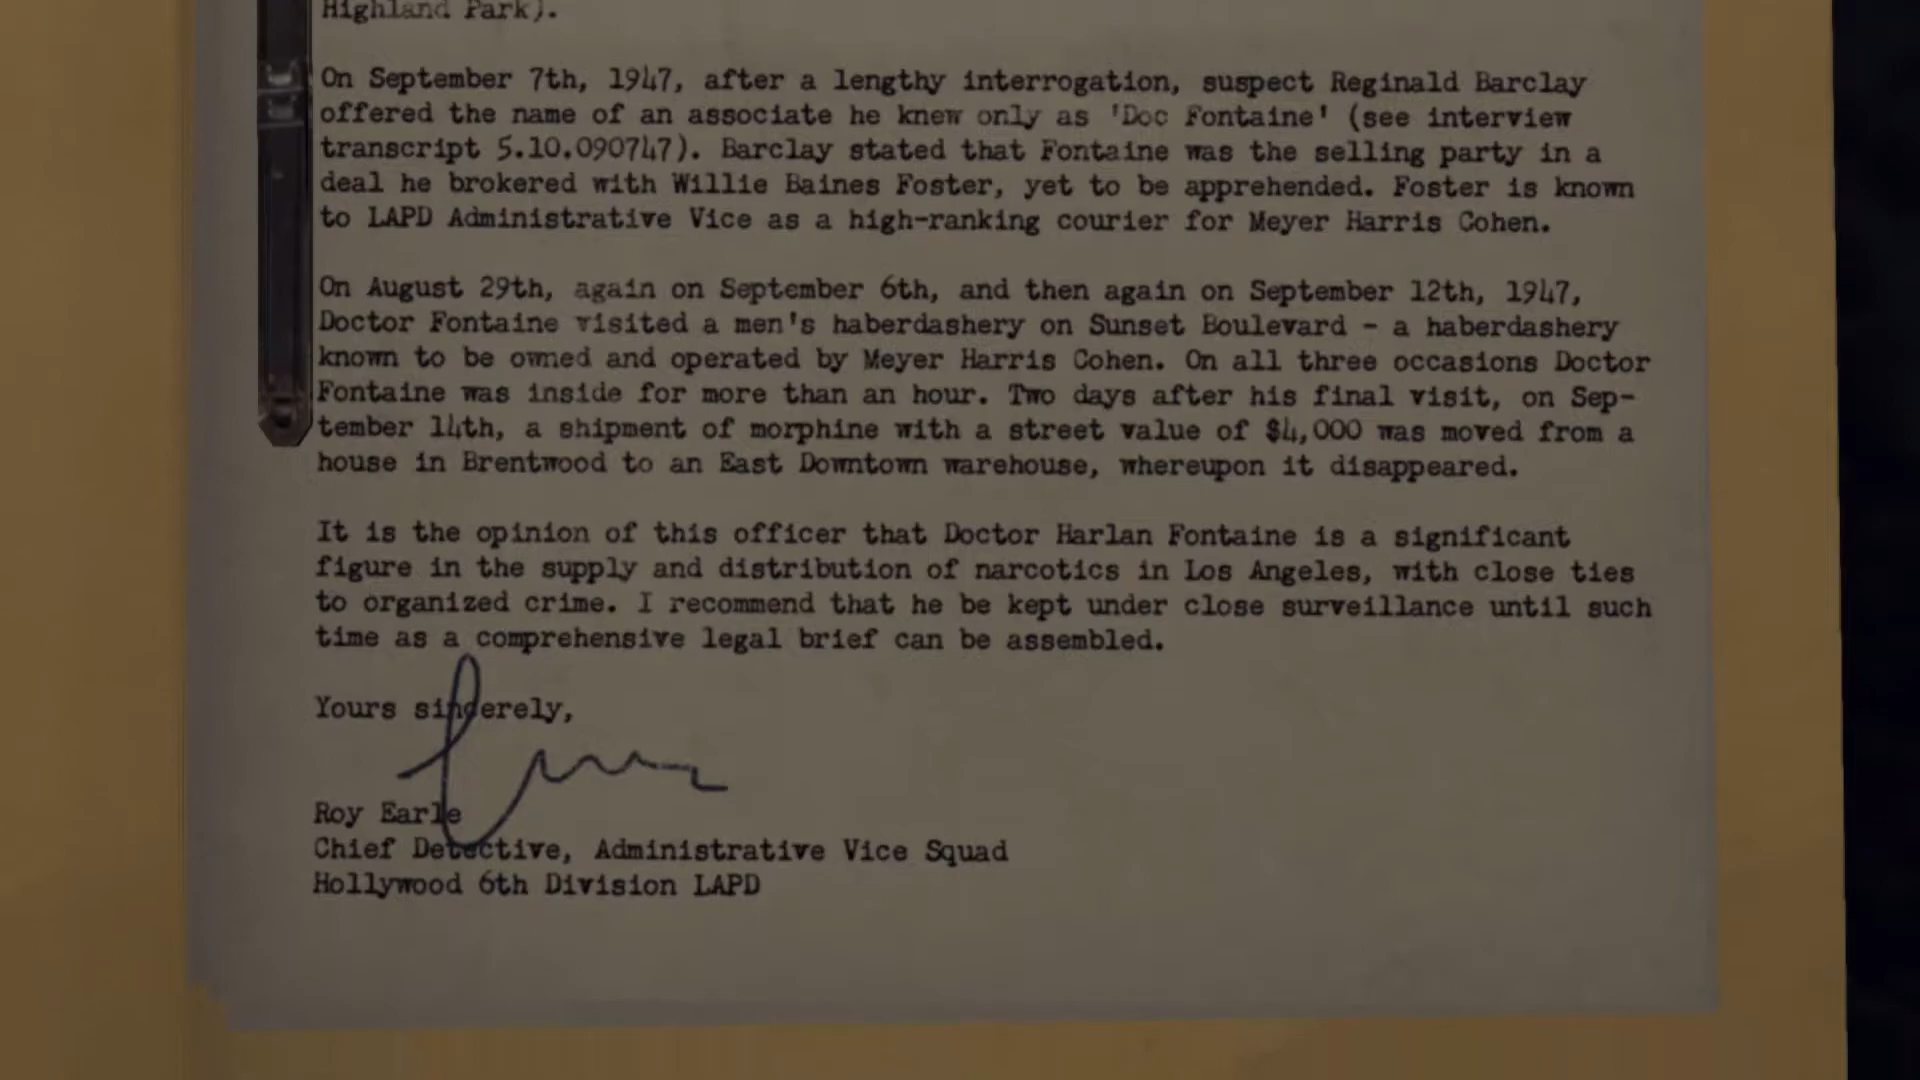 Highland Park).
On September 7th, 1947, after a lengthy interrogation, suspect Reginald Barclay
offered the name of an associate he knew only as 'Doc Fontaine' (see interview
transcript 5.10.090747). Barclay stated that Fontaine was the selling party in a
deal he brokered with Willie Baines Foster, yet to be apprehended. Foster is known
to LAPD Administrative Vice as a high-ranking courier for Meyer Harris Cohen.
On August 29th, again on September 6th, and then again on September 12th, 1947,
Doctor Fontaine visited a men's haberdashery on Sunset Boulevard - a haberdashery
known to be owned and operated by Meyer Harris Cohen. On all three occasions Doctor
Fontaine was inside for more than an hour. Two days after his final visit, on Sep-
tember 14th, a shipment of morphine with a street value of $4,000 was moved from a
house in Brentwood to an East Downtown warehouse, whereupon it disappeared.
It is the opinion of this officer that Doctor Harlan Fontaine is a significant
figure in the supply and distribution of narcotics in Los Angeles, with close ties
to organized crime. I recommend that he be kept under close surveillance until such
time as a comprehensive legal brief can be assembled.
Yours sincerely,
Roy Earle
Chief Detective, Administrative Vice Squad
Hollywood 6th Division LAPD